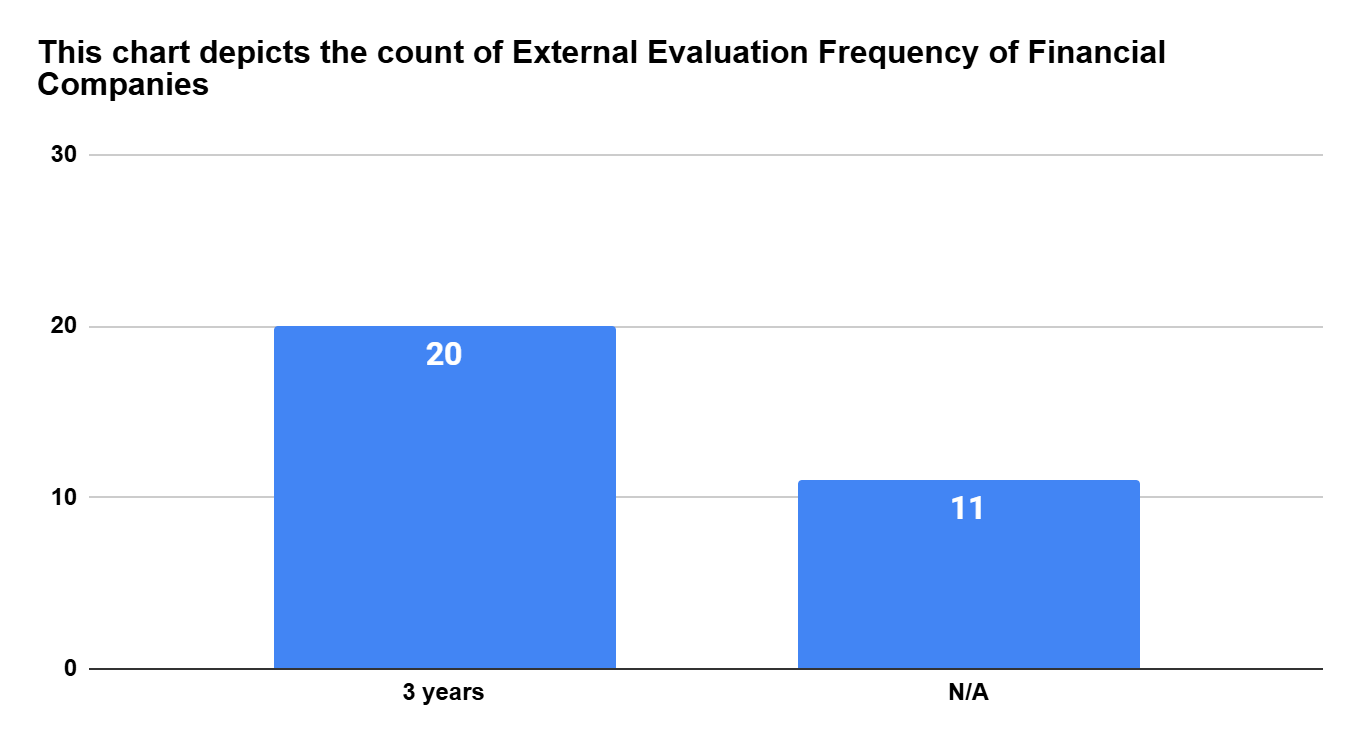 This chart depicts the count of External Evaluation Frequency of Financial
Companies
30
20
20
11
10
0
3 years
N/A